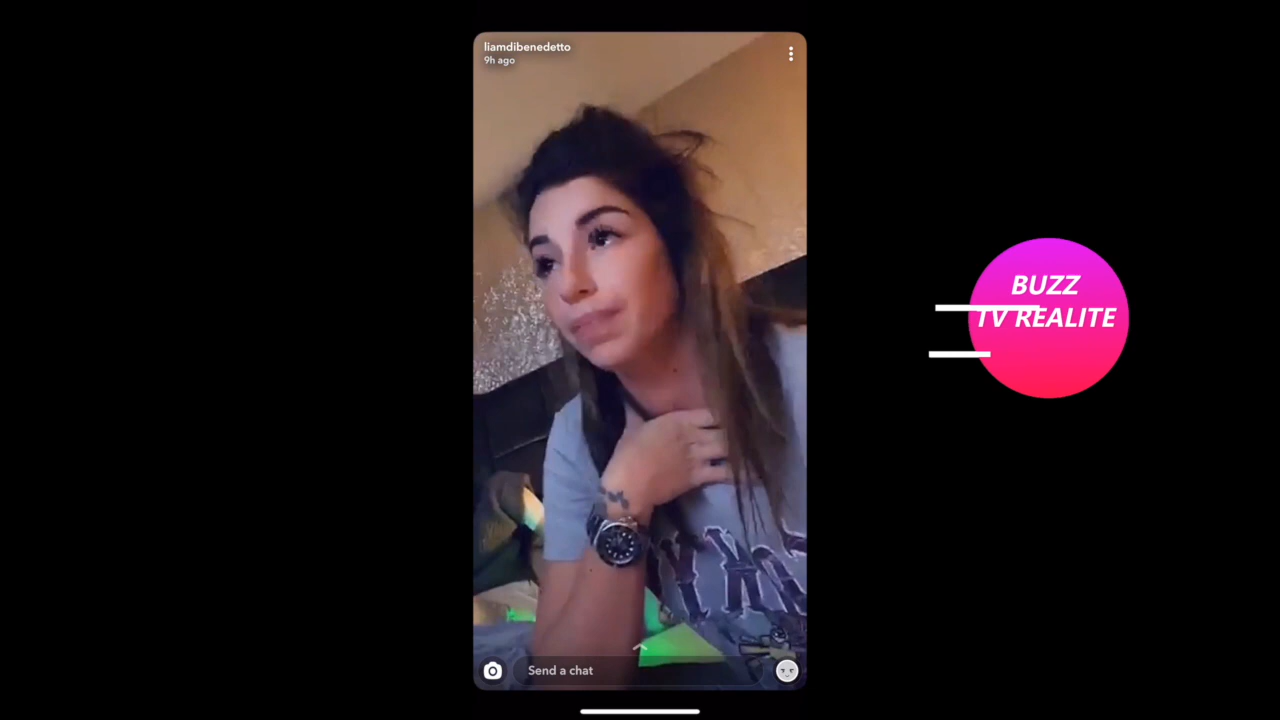 liamdibenedetto
9h ago
BUZZ
TV REALITE
Send a chat